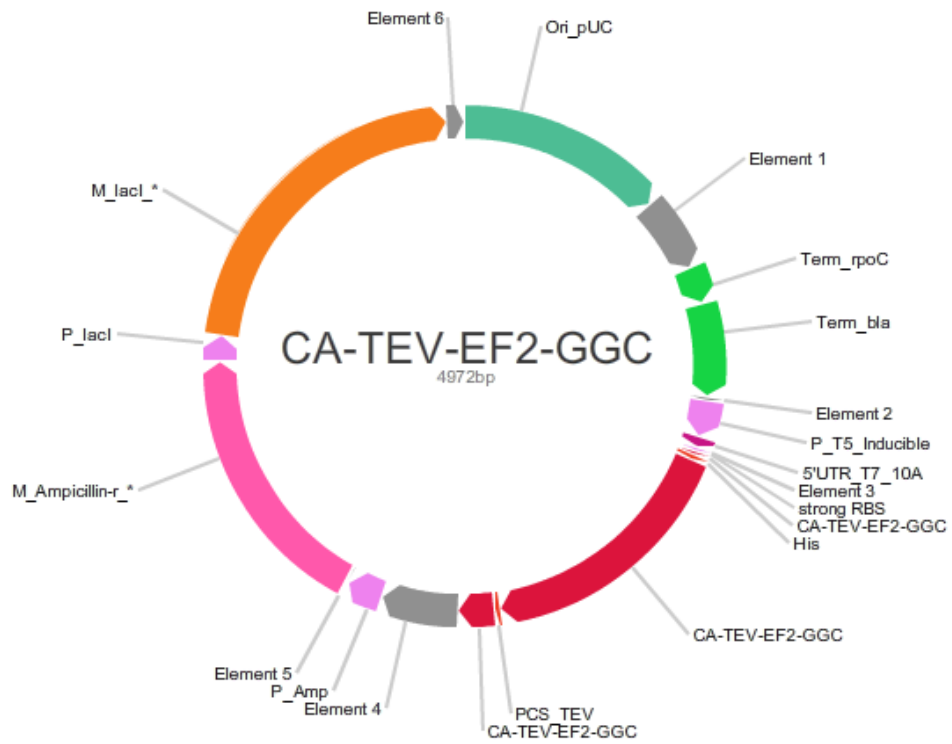 Element 6
Ori_pUC
Element 1
M_lacI_*
Term_rpoC
Term_bla
P_lacI
CA-TEV-EF2-GGC
4972bp
Element 2
P_T5_Inducible
5'UTR_T7_10A
Element 3
strong RBS
CA-TEV-EF2-GGC
His
M_Ampicillin-r_*
CA-TEV-EF2-GGC
Element 5
P_Amp
Element 4
PCS_TEV
CA-TEV-EF2-GGC